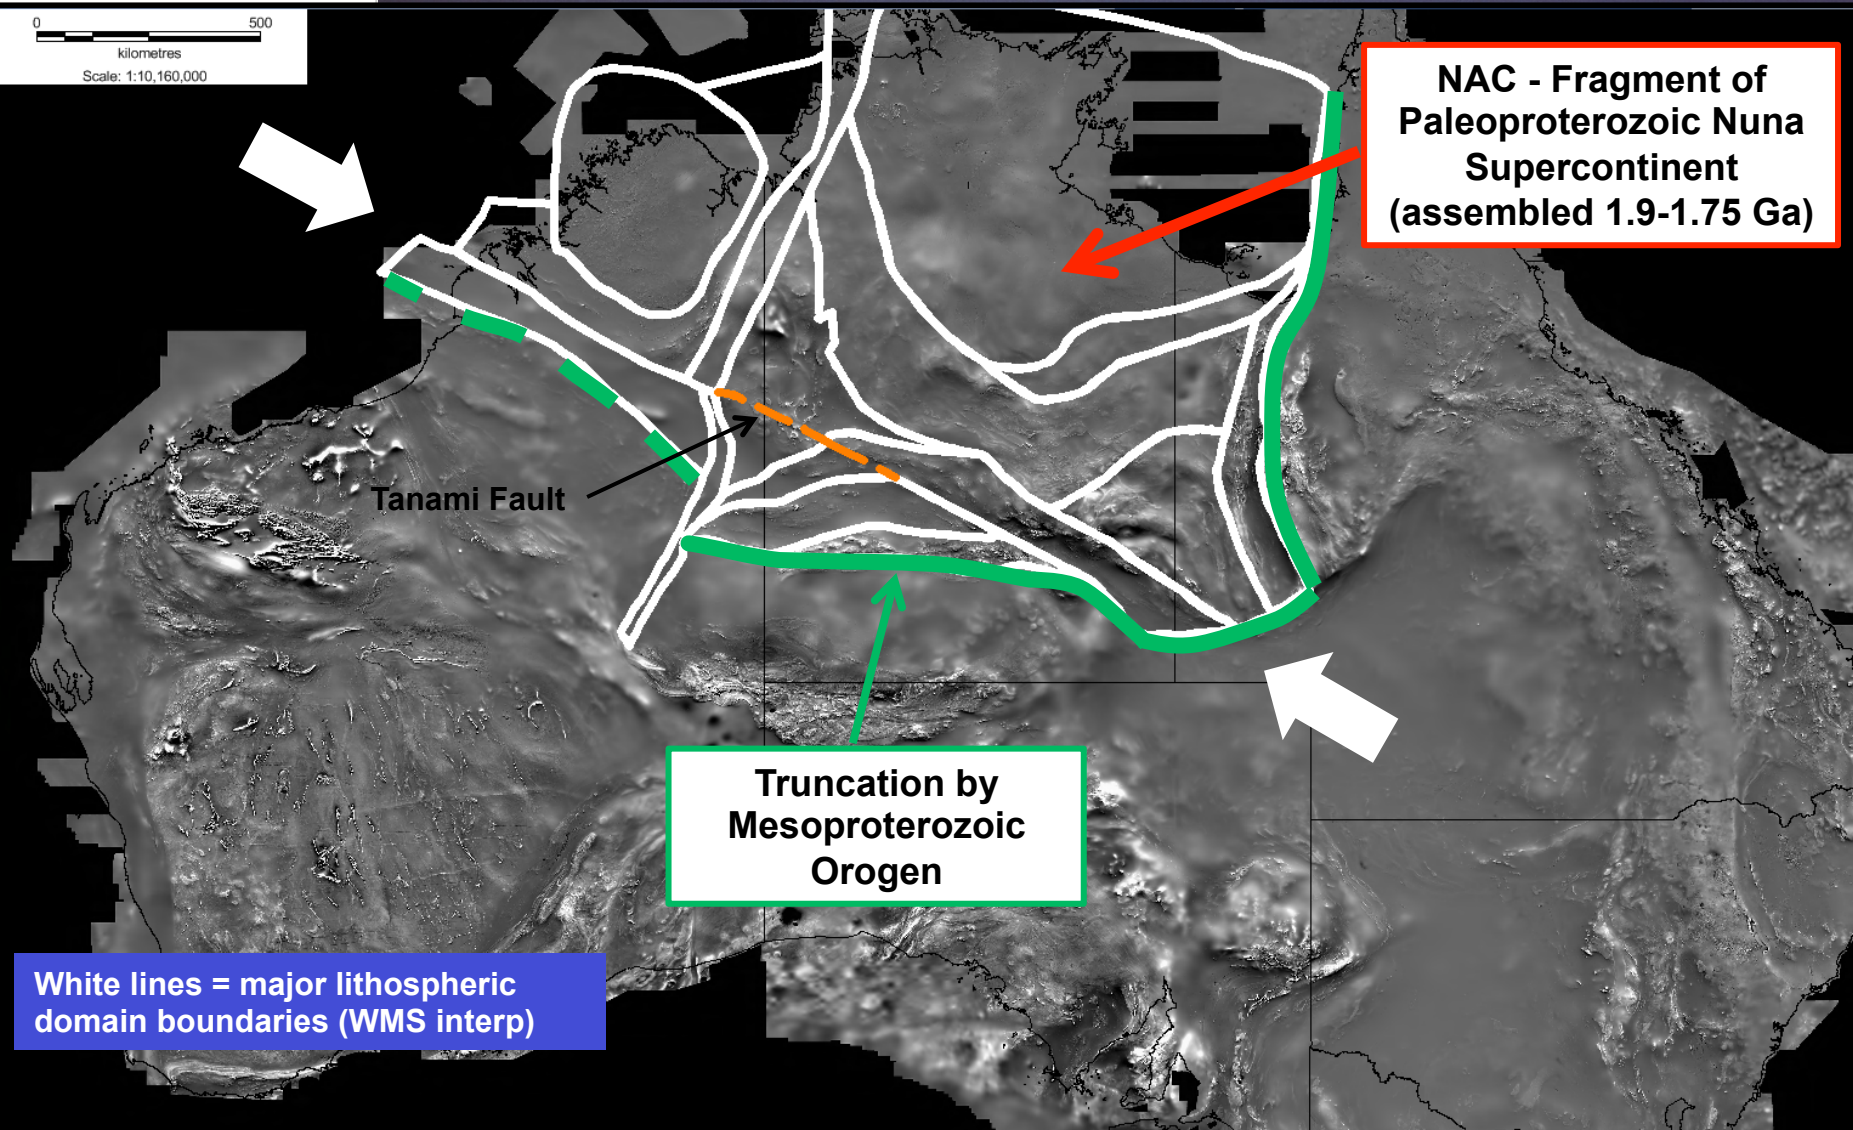 0 500
kilometres
Scale: 1:10,160,000
NAC - Fragment of
Paleoproterozoic Nuna
Supercontinent
(assembled 1.9-1.75 Ga)
Tanami Fault
Truncation by
Mesoproterozoic
Orogen
White lines = major lithospheric
domain boundaries (WMS interp)